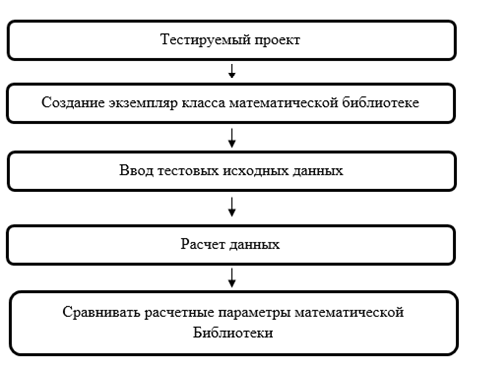 Тестируемый проект
Создание экземпляр класса математической библиотеке
Ввод тестовых исходных данных
Расчет данных
Сравнивать расчетные параметры математической
Библиотеки